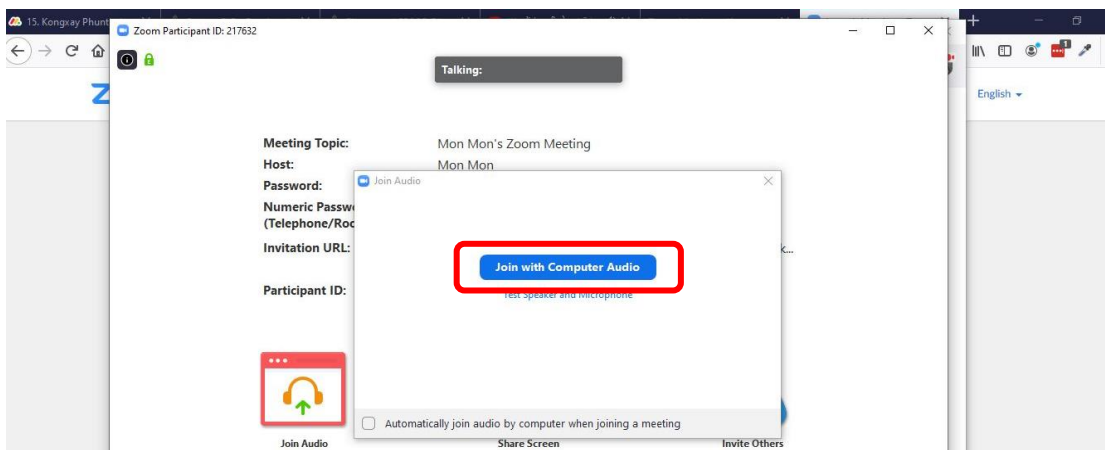 15. Kongxay Phunt
Zoom Participant ID: 217632
Talking:
English
Meeting Topic: Mon Mon's Zoom Meeting
Host: Mon Mon
Password:
Join Audio
Numeric Passw
(Telephone/Roo
Invitation URL:
Join with Computer Audio
Participant ID:
Test Speaker and Microphone
Automatically join audio by computer when joining a meeting
Join Audio Share Screen Invite Others